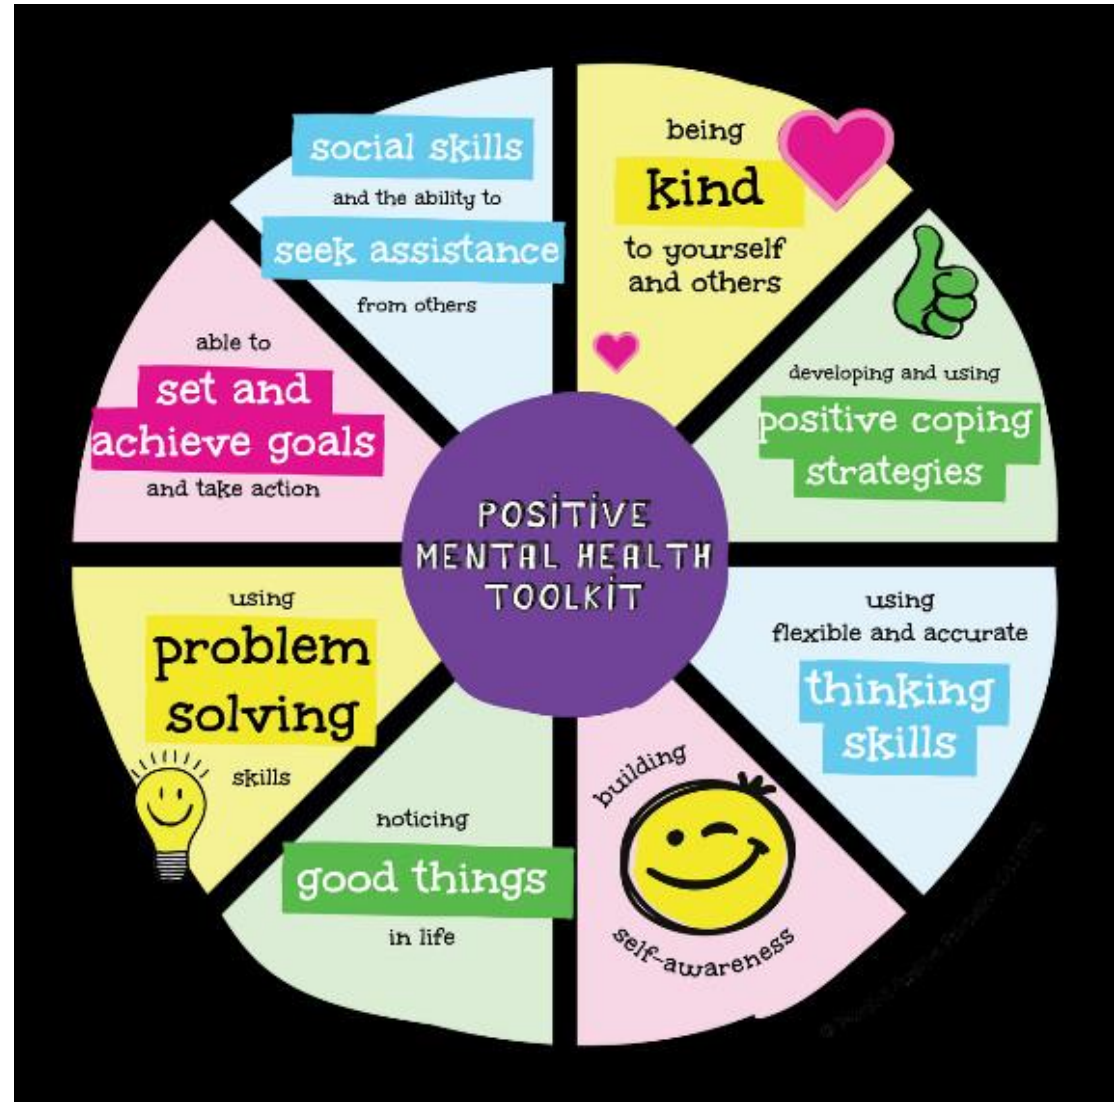 POSITIVE
MENTAL HEALTH
TOOLKIT
being
kind
to yourself
and others
developing and using
positive coping
strategies
using
flexible and accurate
thinking
skills
building
self-awareness
noticing
good things
in life
using
problem
solving
skills
able to
set and
achieve goals
and take action
social skills
and the ability to
seek assistance
from others